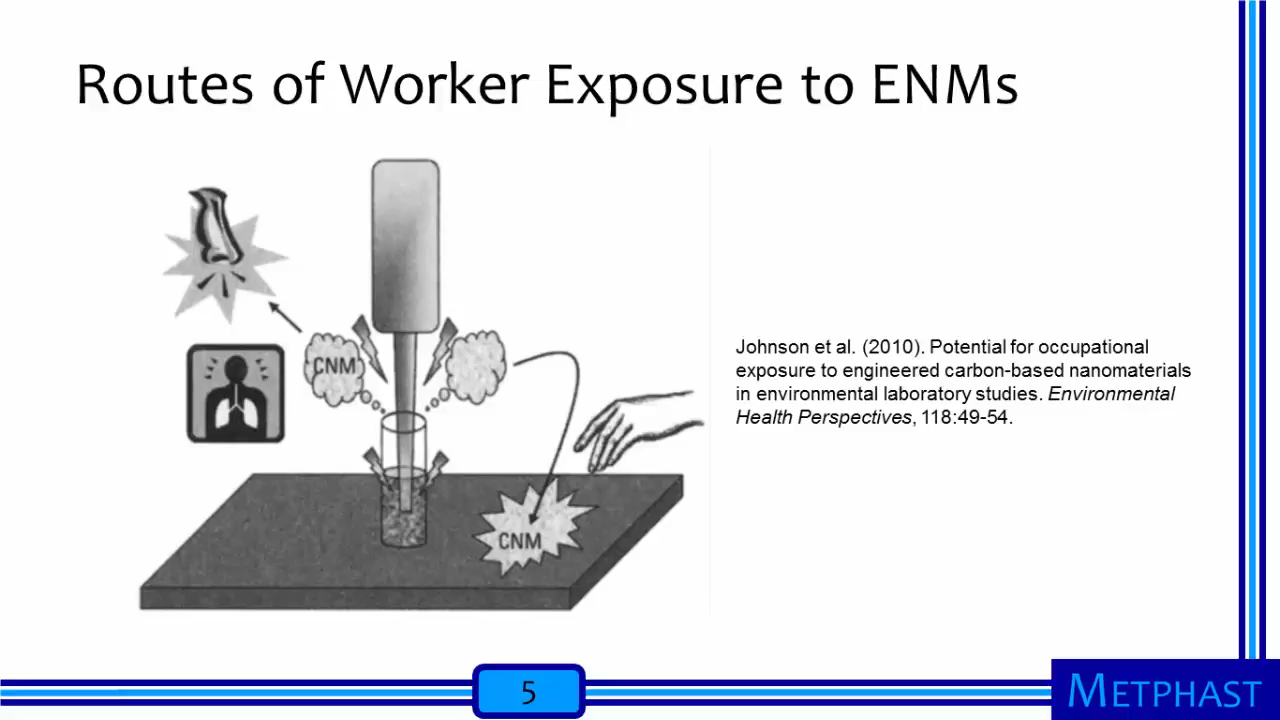 Routes of Worker Exposure to ENMs
CNM
CNM
Johnson et al. (2010). Potential for occupational
exposure to engineered carbon-based nanomaterials
in environmental laboratory studies. Environmental
Health Perspectives, 118:49-54.
5
METPHAST